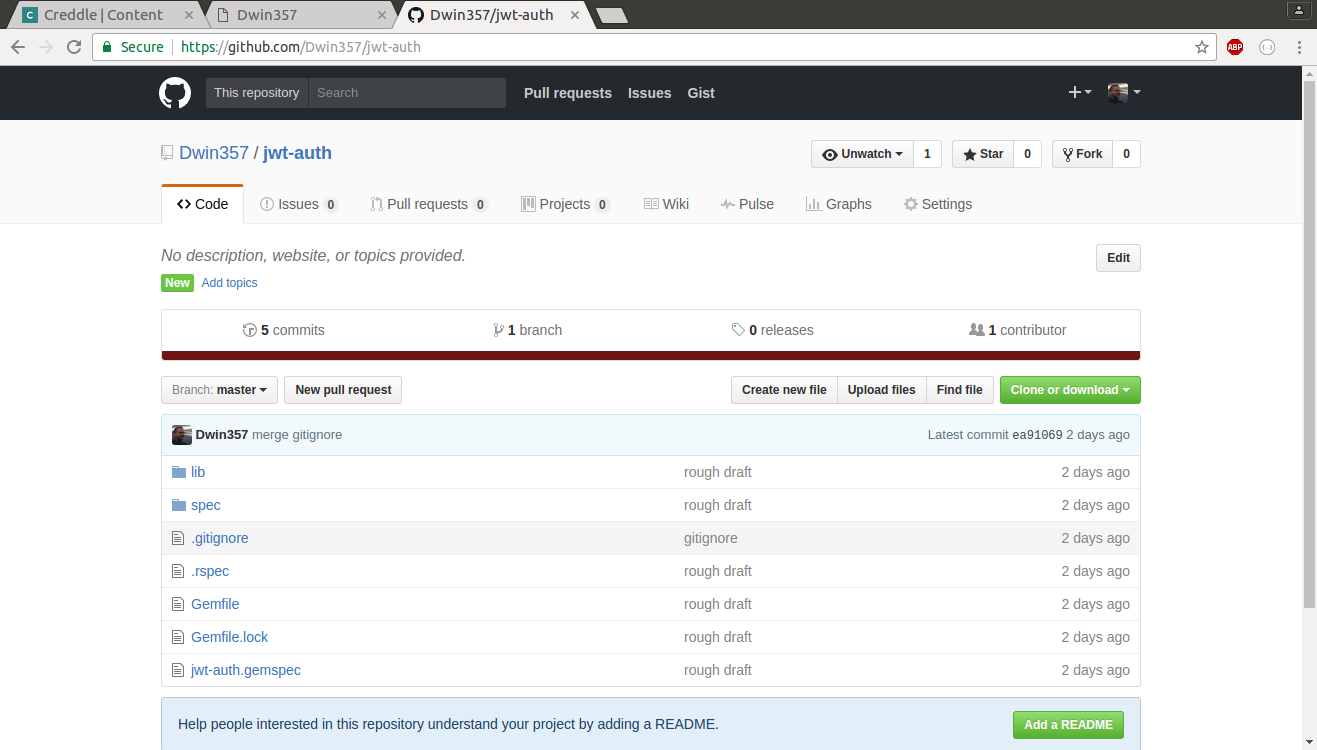 Creddle | Content
Dwin357
Dwin357/jwt-auth
Secure https://github.com/Dwin357/jwt-auth ABP
This repository Search Pull requests Issues Gist
Dwin357 / jwt-auth Unwatch 1 Star 0 Fork 0
Code Issues 0 Pull requests 0 Projects 0 Wiki Pulse Graphs Settings
No description, website, or topics provided. Edit
New Add topics
5 commits 1 branch 0 releases 1 contributor
Branch: master New pull request Create new file Upload files Find file Clone or download
Dwin357 merge gitignore Latest commit ea91069 2 days ago
lib rough draft 2 days ago
spec rough draft 2 days ago
.gitignore gitignore 2 days ago
.rspec rough draft 2 days ago
Gemfile rough draft 2 days ago
Gemfile.lock rough draft 2 days ago
jwt-auth.gemspec rough draft 2 days ago
Help people interested in this repository understand your project by adding a README. Add a README